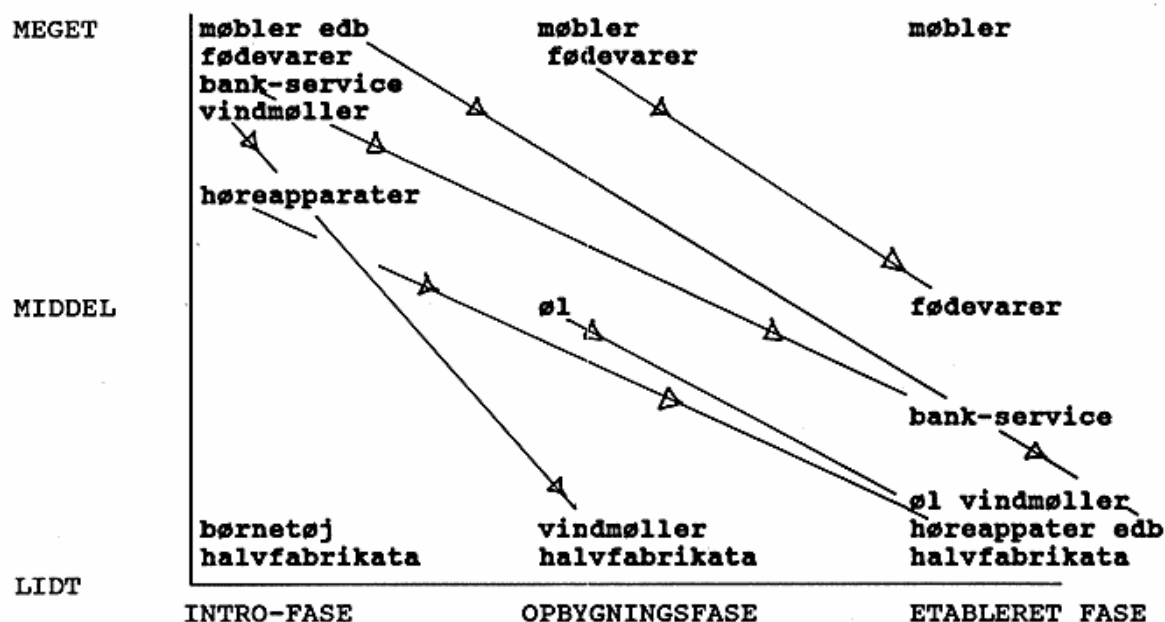 MEGET møbler edb møbler møbler
fødevarer fødevarer
bank-service
vindmøller
høreapparater
MIDDEL øl fødevarer
bank-service
øl vindmøller
børnetøj vindmøller høreappater edb
halvfabrikata halvfabrikata halvfabrikata
LIDT
INTRO-FASE OPBYGNINGSFASE ETABLERET FASE